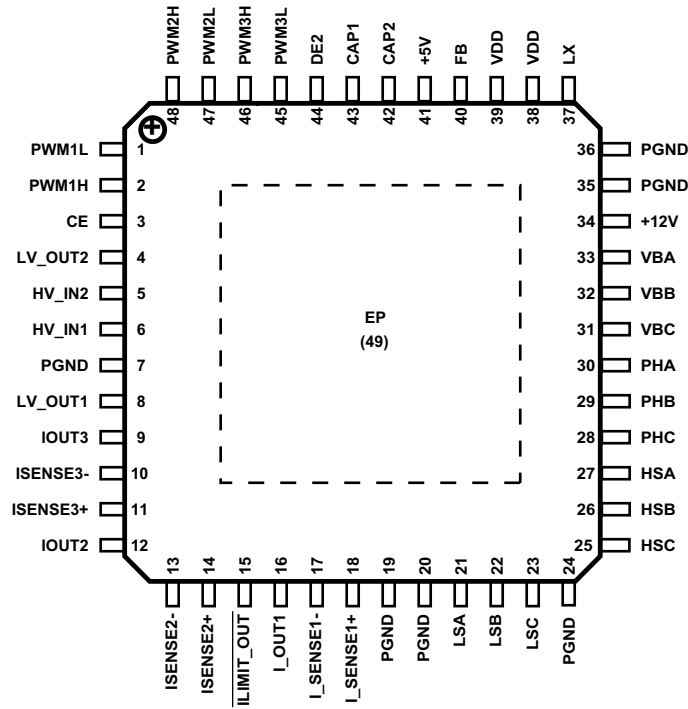 PWM2H
PWM2L
PWM3H
PWM3L
DE2
CAP1
CAP2
+5V
FB
VDD
VDD
LX
48
47
46
45
44
43
42
41
40
39
38
37
PWM1L 1
PWM1H 2
CE 3
LV_OUT2 4
HV_IN2 5
HV_IN1 6
PGND 7
LV_OUT1 8
IOUT3 9
ISENSE3- 10
ISENSE3+ 11
IOUT2 12
EP
(49)
36 PGND
35 PGND
34 +12V
33 VBA
32 VBB
31 VBC
30 PHA
29 PHB
28 PHC
27 HSA
26 HSB
25 HSC
13
14
15
16
17
18
19
20
21
22
23
24
ISENSE2-
ISENSE2+
ILIMIT_OUT
I_OUT1
I_SENSE1-
I_SENSE1+
PGND
PGND
LSA
LSB
LSC
PGND